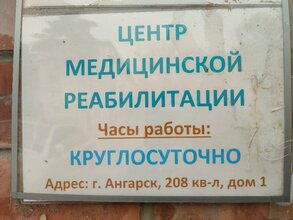 ЦЕНТР
МЕДИЦИНСКОЙ
РЕАБИЛИТАЦИИ
Часы работы:
КРУГЛОСУТОЧНО
Адрес: г. Ангарск, 208 кв-л, дом 1